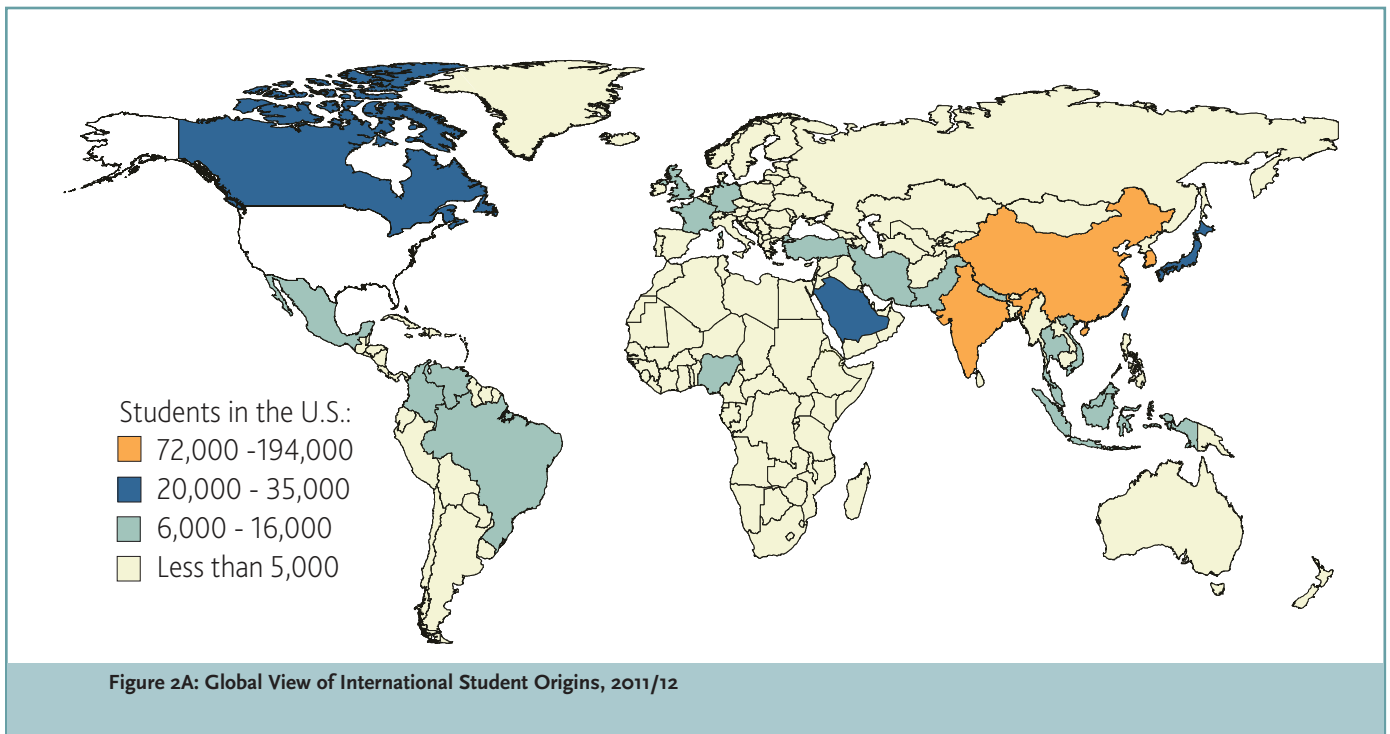 Students in the U.S.:
72,000 -194,000
20,000 - 35,000
6,000 - 16,000
Less than 5,000
Figure 2A: Global View of International Student Origins, 2011/12